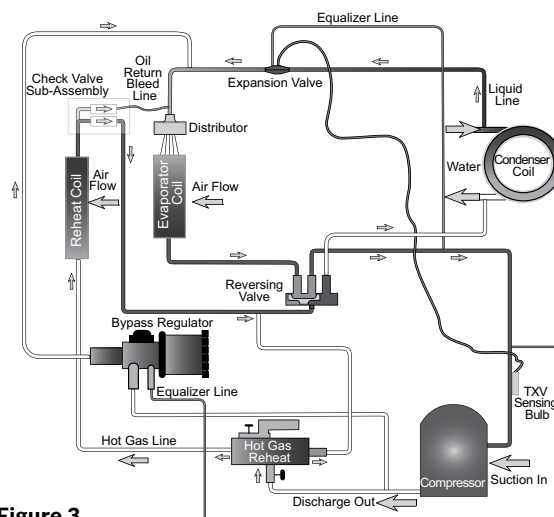 Equalizer Line
Oil
Return
Bleed
Line
Check Valve
Sub-Assembly
Expansion Valve
Liquid
Line
Distributor
Condenser
Coil
Water
Reheat Coil
Air
Flow
Evaporator
Coil
Air Flow
Reversing
Valve
Bypass Regulator
Equalizer Line
TXV
Sensing
Bulb
Hot Gas Line
Hot Gas
Reheat
Compressor
Suction In
Discharge Out
Figure 3